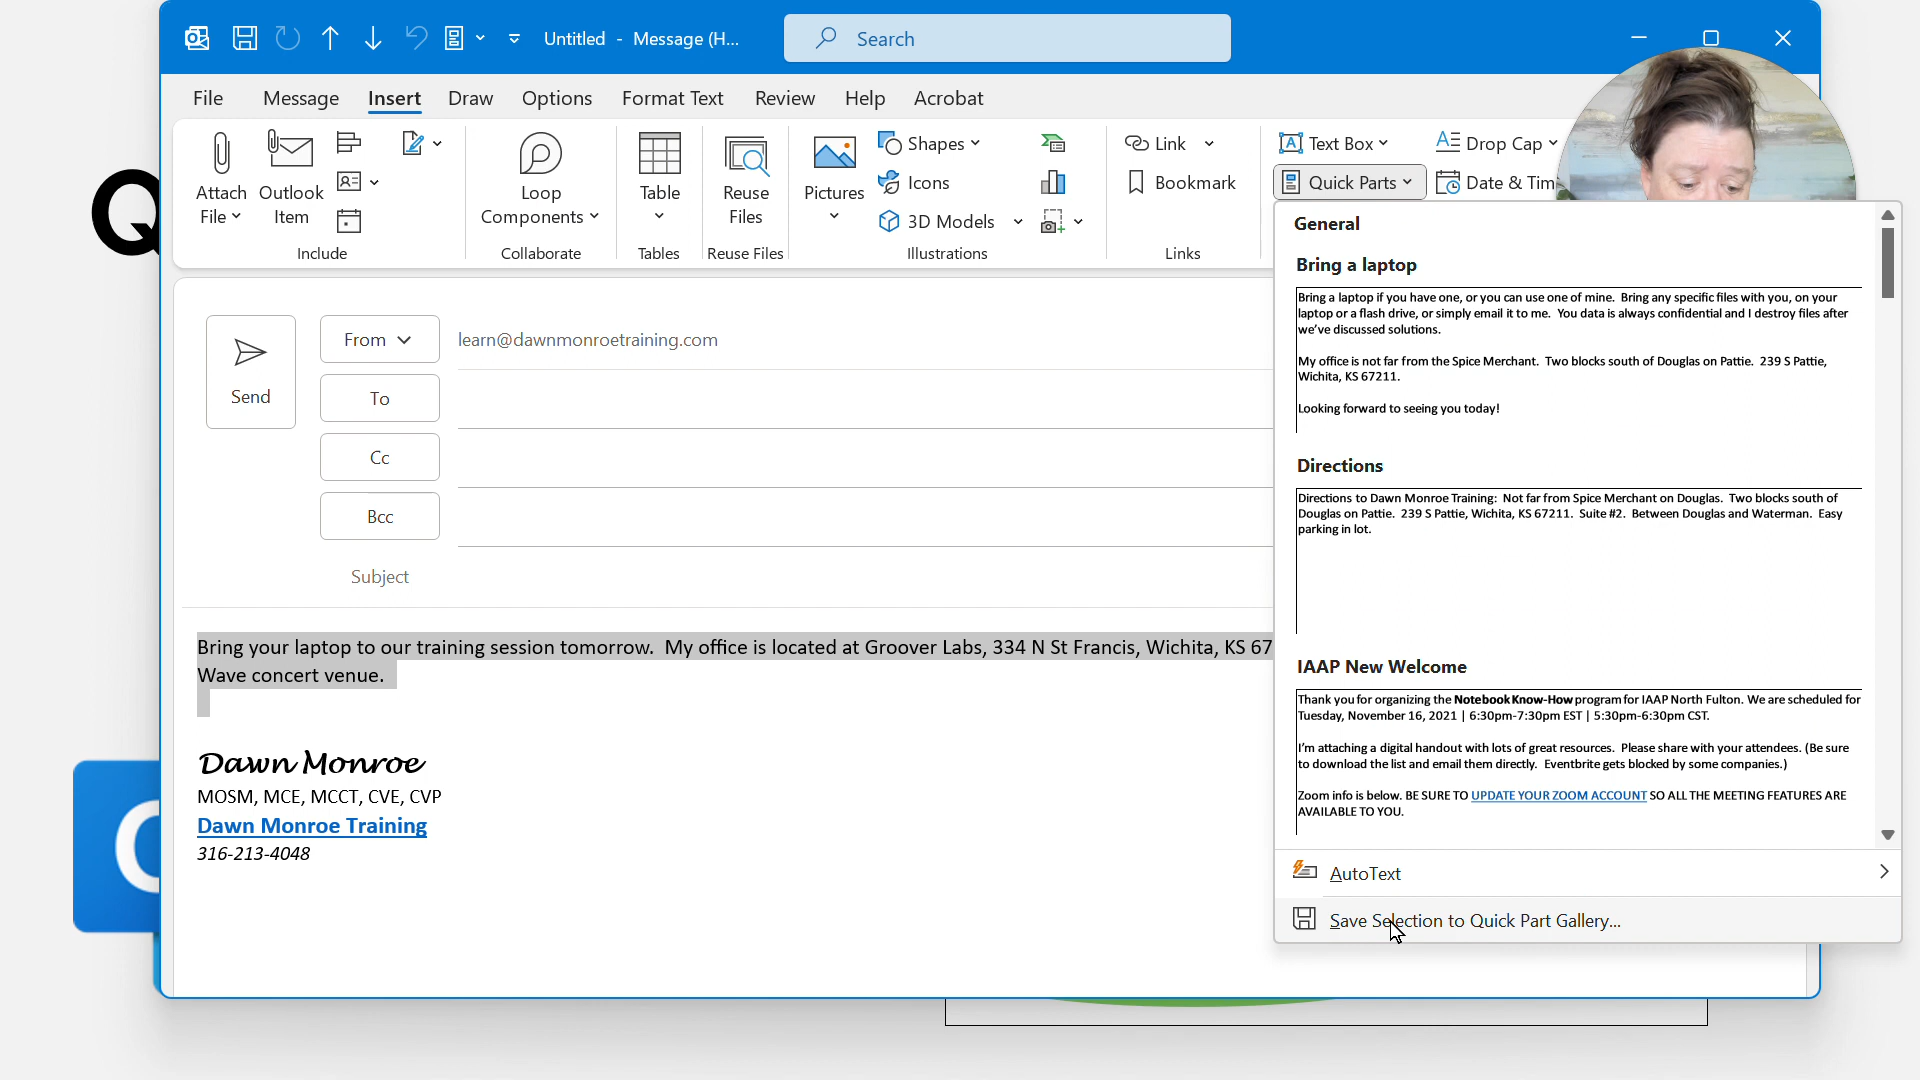 Untitled - Message (H...
Search
File Message Insert Draw Options Format Text Review Help Acrobat
Attach File
Outlook Item
Include
Loop Components
Collaborate
Table
Tables
Reuse Files
Reuse Files
Pictures
Shapes
Icons
3D Models
Illustrations
Link
Bookmark
Links
Text Box
Quick Parts
Drop Cap
Date & Tim
Q
Send
From
learn@dawnmonroetraining.com
To
Cc
Bcc
Subject
Bring your laptop to our training session tomorrow. My office is located at Groover Labs, 334 N St Francis, Wichita, KS 67
Wave concert venue.
Dawn Monroe
MOSM, MCE, MCCT, CVE, CVP
Dawn Monroe Training
316-213-4048
General
Bring a laptop
Bring a laptop if you have one, or you can use one of mine. Bring any specific files with you, on your
laptop or a flash drive, or simply email it to me. You data is always confidential and I destroy files after
we've discussed solutions.
My office is not far from the Spice Merchant. Two blocks south of Douglas on Pattie. 239 S Pattie,
Wichita, KS 67211.
Looking forward to seeing you today!
Directions
Directions to Dawn Monroe Training: Not far from Spice Merchant on Douglas. Two blocks south of
Douglas on Pattie. 239 S Pattie, Wichita, KS 67211. Suite #2. Between Douglas and Waterman. Easy
parking in lot.
IAAP New Welcome
Thank you for organizing the Notebook Know-How program for IAAP North Fulton. We are scheduled for
Tuesday, November 16, 2021 | 6:30pm-7:30pm EST | 5:30pm-6:30pm CST.
I'm attaching a digital handout with lots of great resources. Please share with your attendees. (Be sure
to download the list and email them directly. Eventbrite gets blocked by some companies.)
Zoom info is below. BE SURE TO UPDATE YOUR ZOOM ACCOUNT SO ALL THE MEETING FEATURES ARE
AVAILABLE TO YOU.
AutoText
Save Selection to Quick Part Gallery...